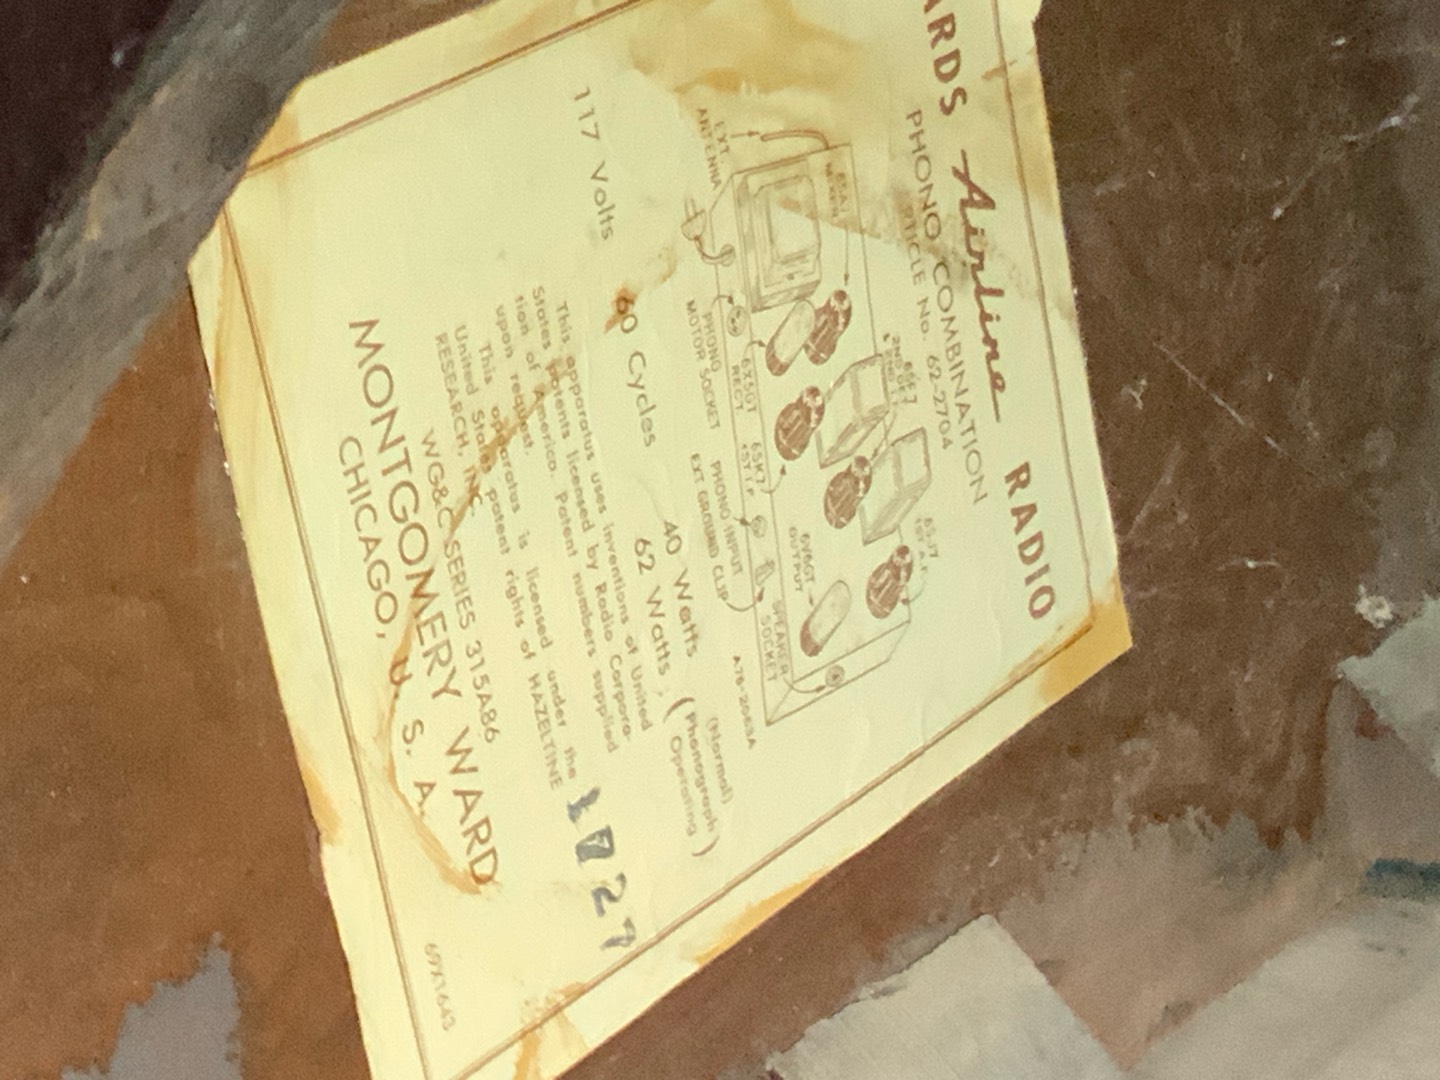 ARDS Airline RADIO
PHONO COMBINATION
ARTICLE No. 62-2704
EXT.
ANTENNA
PHONO
MOTOR SOCKET
6X5GT
RECT
6SK7
1ST I.F.
PHONO INPUT
EXT GROUND CLIP
6V6GT
OUTPUT
6SJ7
SPEAKER
SOCKET
A78-2063A
117 Volts 60 Cycles 40 Watts (Normal)
62 Watts (Phonograph Operating)
This apparatus uses inventions of United
States patents licensed by Radio Corpora-
tion of America. Patent numbers supplied
upon request.
This apparatus is licensed under the
United States patent rights of HAZELTINE
RESEARCH, INC.
1727
WG&C SERIES 315A86
MONTGOMERY WARD
CHICAGO, U. S. A.
69X1643